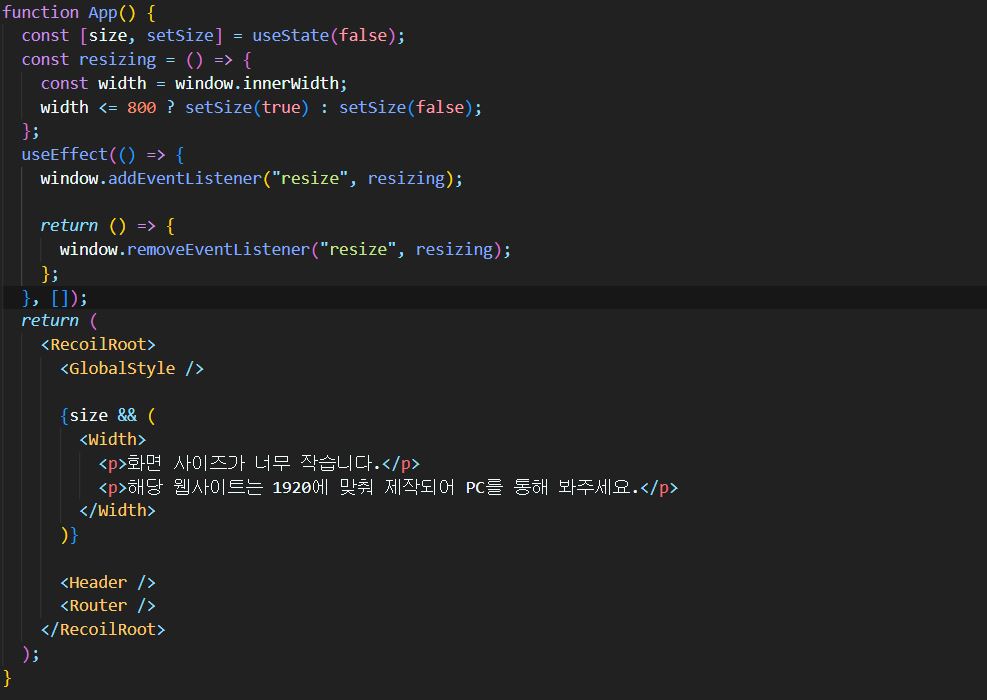 function App() {
  const [size, setSize] = useState(false);
  const resizing = () => {
    const width = window.innerWidth;
    width <= 800 ? setSize(true) : setSize(false);
  };
  useEffect(() => {
    window.addEventListener("resize", resizing);

    return () => {
      window.removeEventListener("resize", resizing);
    };
  }, []);
  return (
    <RecoilRoot>
      <GlobalStyle />

      {size && (
        <Width>
          <p>화면 사이즈가 너무 작습니다.</p>
          <p>해당 웹사이트는 1920에 맞춰 제작되어 PC를 통해 봐주세요.</p>
        </Width>
      )}

      <Header />
      <Router />
    </RecoilRoot>
  );
}